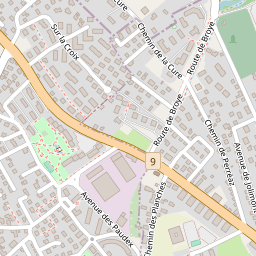 Sur la Croix
Chemin de la Cure
Route de Broye
Route de Broye
Chemin de Perréaz
Avenue de Jolimont
9
Avenue des Paudex
Chemin des Planches